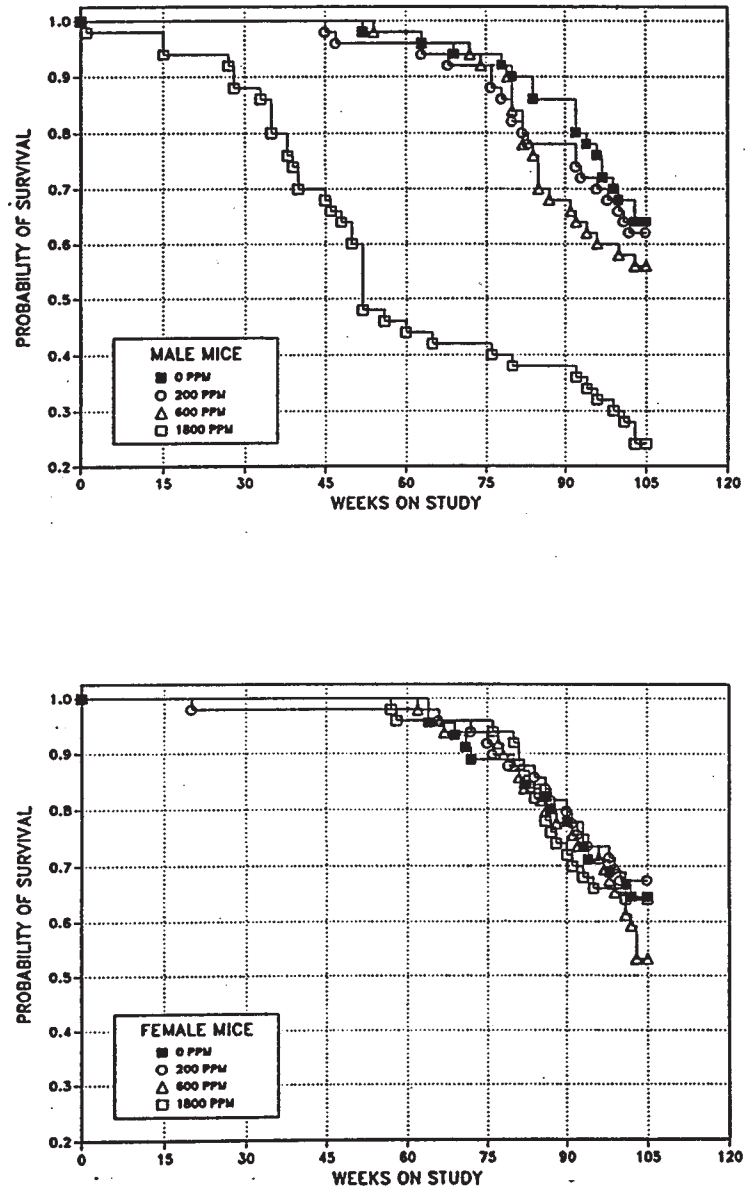 PROBABILITY OF SURVIVAL
1.0
0.9
0.8
0.7
0.6
0.5
0.4
0.3
0.2
MALE MICE
0 PPM
200 PPM
600 PPM
1800 PPM
0 15 30 45 60 75 90 105 120
WEEKS ON STUDY
PROBABILITY OF SURVIVAL
1.0
0.9
0.8
0.7
0.6
0.5
0.4
0.3
0.2
FEMALE MICE
0 PPM
200 PPM
600 PPM
1800 PPM
0 15 30 45 60 75 90 105 120
WEEKS ON STUDY